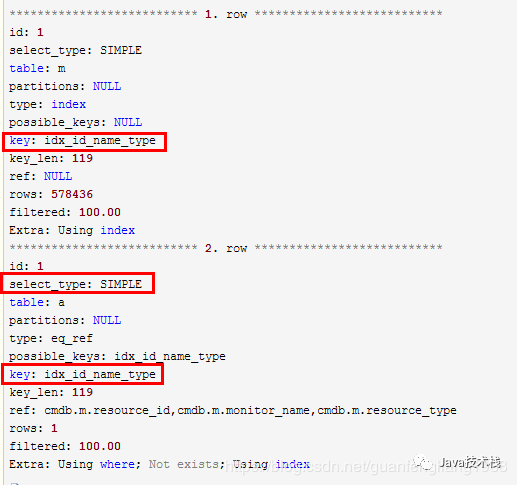 *************************** 1. row ***************************
id: 1
select_type: SIMPLE
table: m
partitions: NULL
type: index
possible_keys: NULL
key: idx_id_name_type
key_len: 119
ref: NULL
rows: 578436
filtered: 100.00
Extra: Using index
*************************** 2. row ***************************
id: 1
select_type: SIMPLE
table: a
partitions: NULL
type: eq_ref
possible_keys: idx_id_name_type
key: idx_id_name_type
key_len: 119
ref: cmdb.m.resource_id,cmdb.m.monitor_name,cmdb.m.resource_type
rows: 1
filtered: 100.00
Extra: Using where; Not exists; Using index
Java技术栈